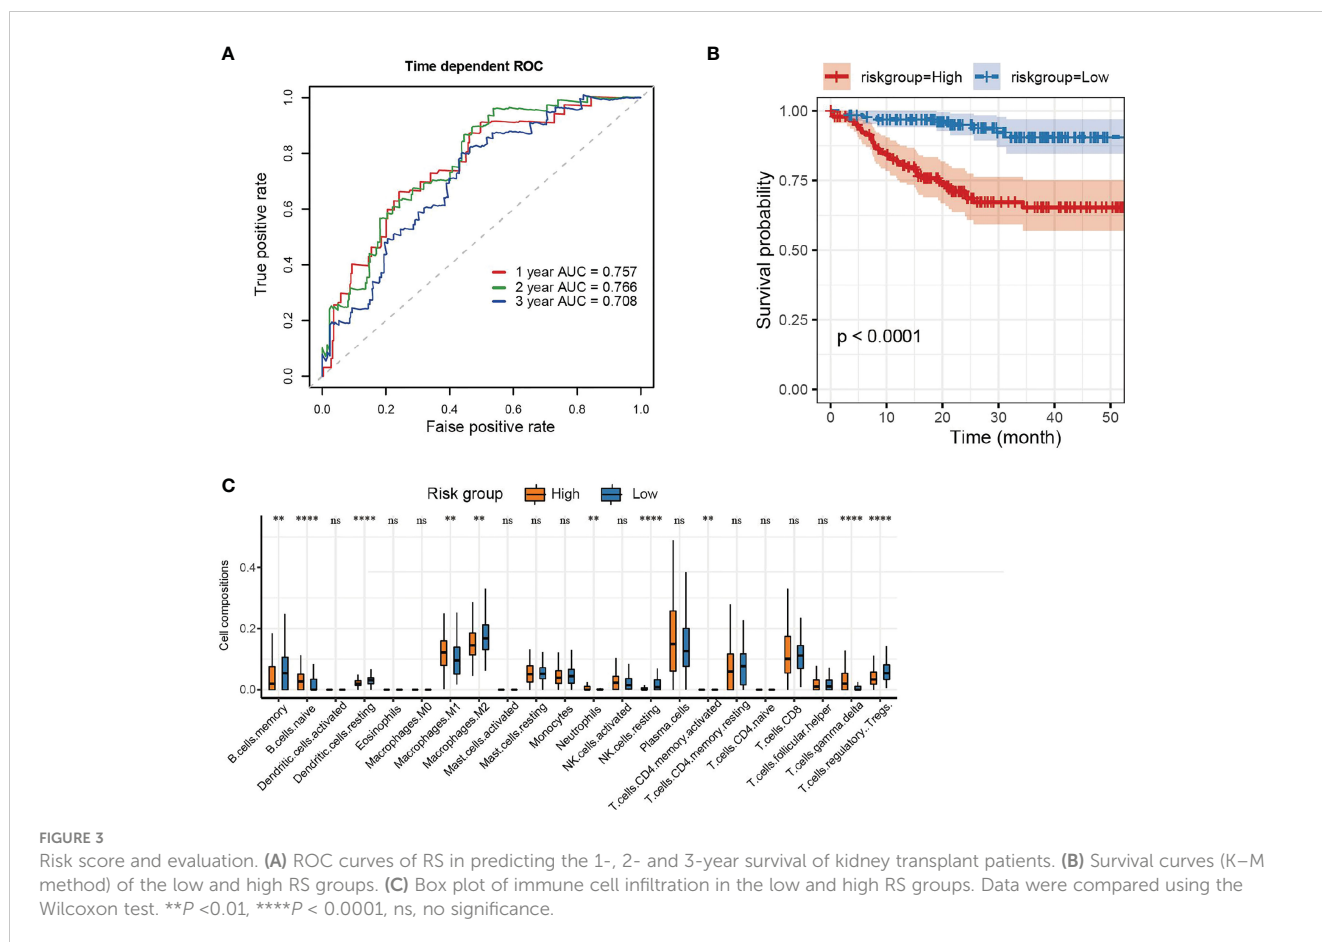 A
Time dependent ROC
True positive rate
0.0
0.2
0.4
0.6
0.8
1.0
1 year AUC = 0.757
2 year AUC = 0.766
3 year AUC = 0.708
0.0 0.2 0.4 0.6 0.8 1.0
Faise positive rate
B
riskgroup=High riskgroup=Low
Survival probability
1.00
0.75
0.50
0.25
0.00
p < 0.0001
0 10 20 30 40 50
Time (month)
C
Risk group High Low
** **** ns **** ns ns ** ** ns ns ns ** ns **** ns ** ns ns ns ns **** ****
Cell compositions
0.4
0.2
0.0
B.cells.memory
B.cells.naive
Dendritic.cells.activated
Dendritic.cells.resting
Eosinophils
Macrophages.M0
Macrophages.M1
Macrophages.M2
Mast.cells.activated
Mast.cells.resting
Monocytes
Neutrophils
NK.cells.activated
NK.cells.resting
Plasma.cells
T.cells.CD4.memory.activated
T.cells.CD4.memory.resting
T.cells.CD4.naive
T.cells.CD8
T.cells.follicular.helper
T.cells.gamma.delta
T.cells.regulatory..Tregs.
FIGURE 3
Risk score and evaluation. (A) ROC curves of RS in predicting the 1-, 2- and 3-year survival of kidney transplant patients. (B) Survival curves (K–M
method) of the low and high RS groups. (C) Box plot of immune cell infiltration in the low and high RS groups. Data were compared using the
Wilcoxon test. **P <0.01, ****P < 0.0001, ns, no significance.